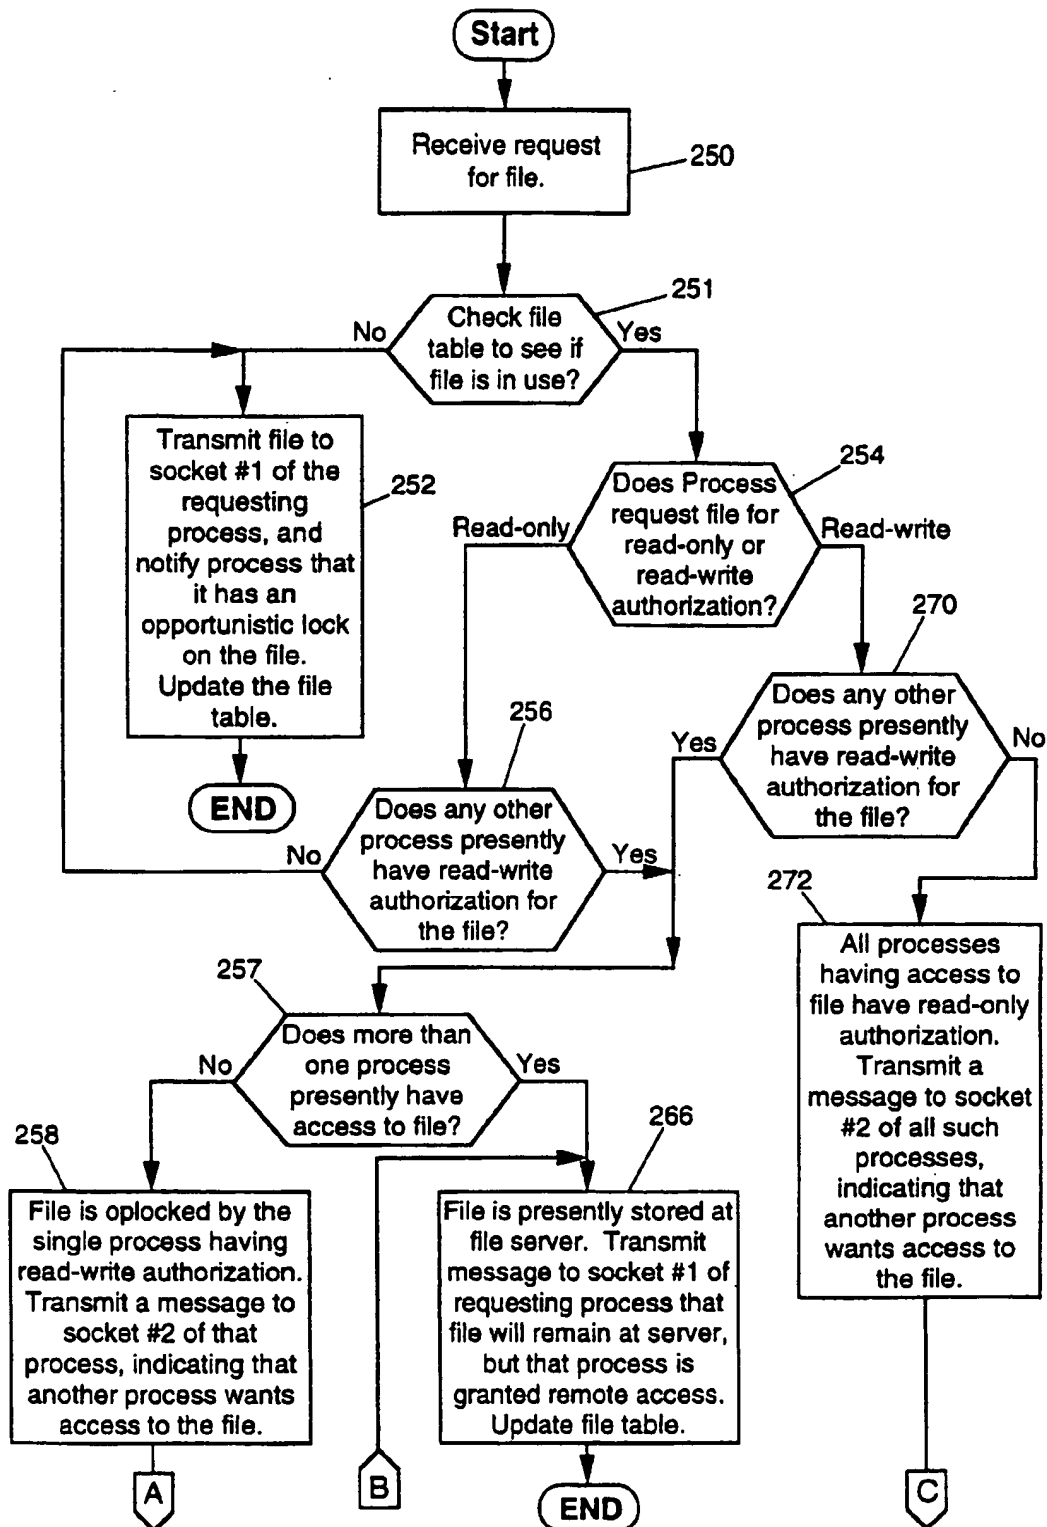 Start
Receive request
for file.
250
251
Check file
table to see if
file is in use?
No
Yes
Transmit file to
socket #1 of the
requesting
process, and
notify process that
it has an
opportunistic lock
on the file.
Update the file
table.
252
END
254
Does Process
request file for
read-only or
read-write
authorization?
Read-only
Read-write
270
Does any other
process presently
have read-write
authorization for
the file?
Yes
No
256
Does any other
process presently
have read-write
authorization for
the file?
No
Yes
272
All processes
having access to
file have read-only
authorization.
Transmit a
message to socket
#2 of all such
processes,
indicating that
another process
wants access to
the file.
257
Does more than
one process
presently have
access to file?
No
Yes
258
File is oplocked by the
single process having
read-write authorization.
Transmit a message to
socket #2 of that
process, indicating that
another process wants
access to the file.
266
File is presently stored at
file server. Transmit
message to socket #1 of
requesting process that
file will remain at server,
but that process is
granted remote access.
Update file table.
A
B
END
C